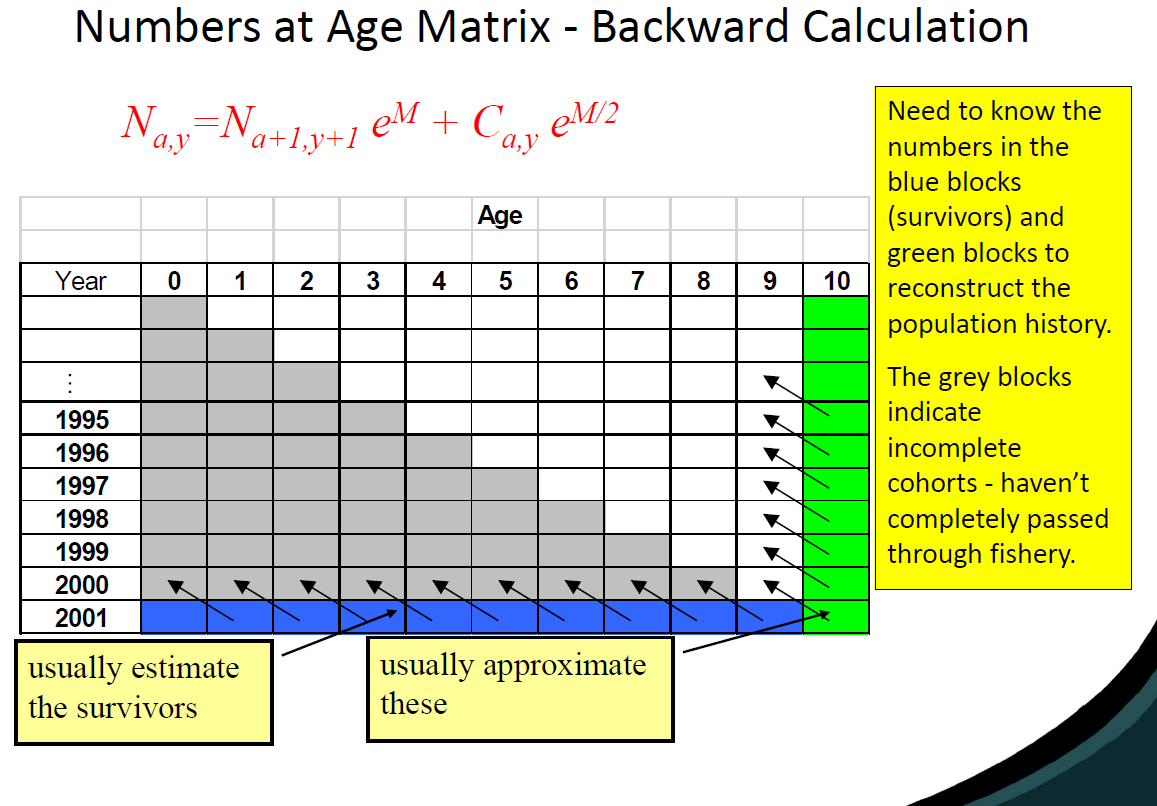 Numbers at Age Matrix - Backward Calculation
N_{a,y}=N_{a+1,y+1} e^{M} + C_{a,y} e^{M/2}
Need to know the
numbers in the
blue blocks
(survivors) and
green blocks to
reconstruct the
population history.
The grey blocks
indicate
incomplete
cohorts - haven't
completely passed
through fishery.
Age
Year 0 1 2 3 4 5 6 7 8 9 10
⋮
1995
1996
1997
1998
1999
2000
2001
usually estimate
the survivors
usually approximate
these